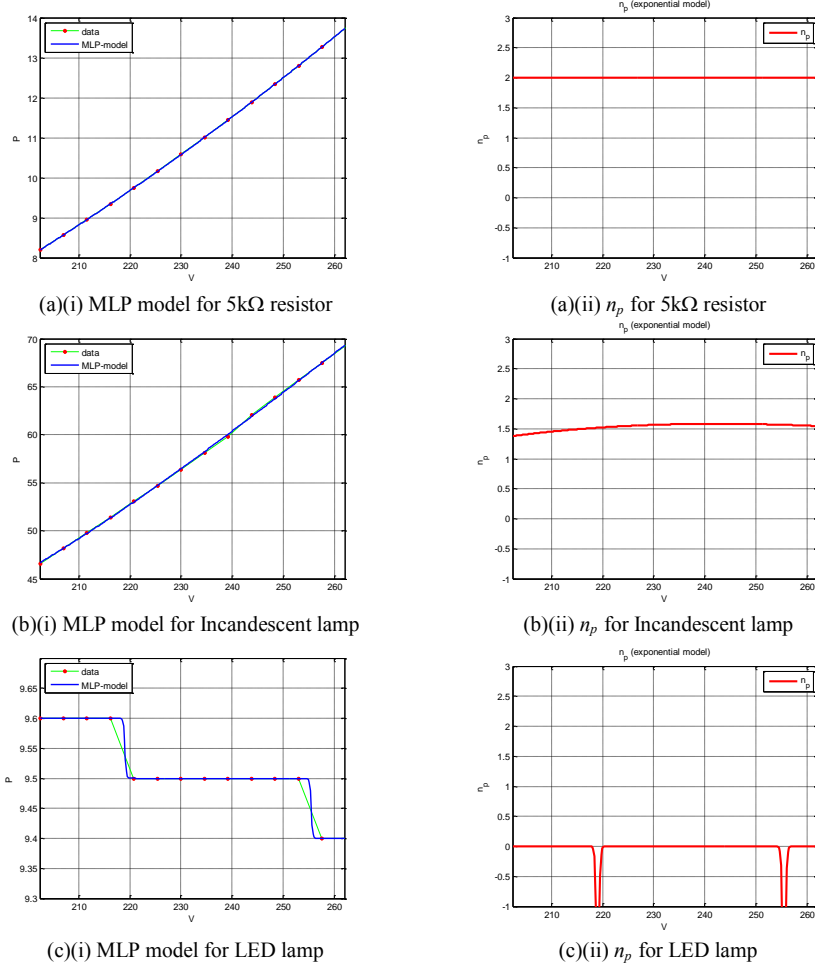 n_p (exponential model)
14
13
12
11
10
9
8
P
data
MLP-model
210 220 230 240 250 260
V
3
2.5
2
1.5
1
0.5
0
-0.5
-1
n_p
n_p
210 220 230 240 250 260
V
(a)(i) MLP model for 5kΩ resistor
(a)(ii) n_p for 5kΩ resistor
n_p (exponential model)
70
65
60
55
50
45
P
data
MLP-model
210 220 230 240 250 260
V
3
2.5
2
1.5
1
0.5
0
-0.5
-1
n_p
n_p
210 220 230 240 250 260
V
(b)(i) MLP model for Incandescent lamp
(b)(ii) n_p for Incandescent lamp
n_p (exponential model)
9.65
9.6
9.55
9.5
9.45
9.4
9.35
9.3
P
data
MLP-model
210 220 230 240 250 260
V
3
2.5
2
1.5
1
0.5
0
-0.5
-1
n_p
n_p
210 220 230 240 250 260
V
(c)(i) MLP model for LED lamp
(c)(ii) n_p for LED lamp